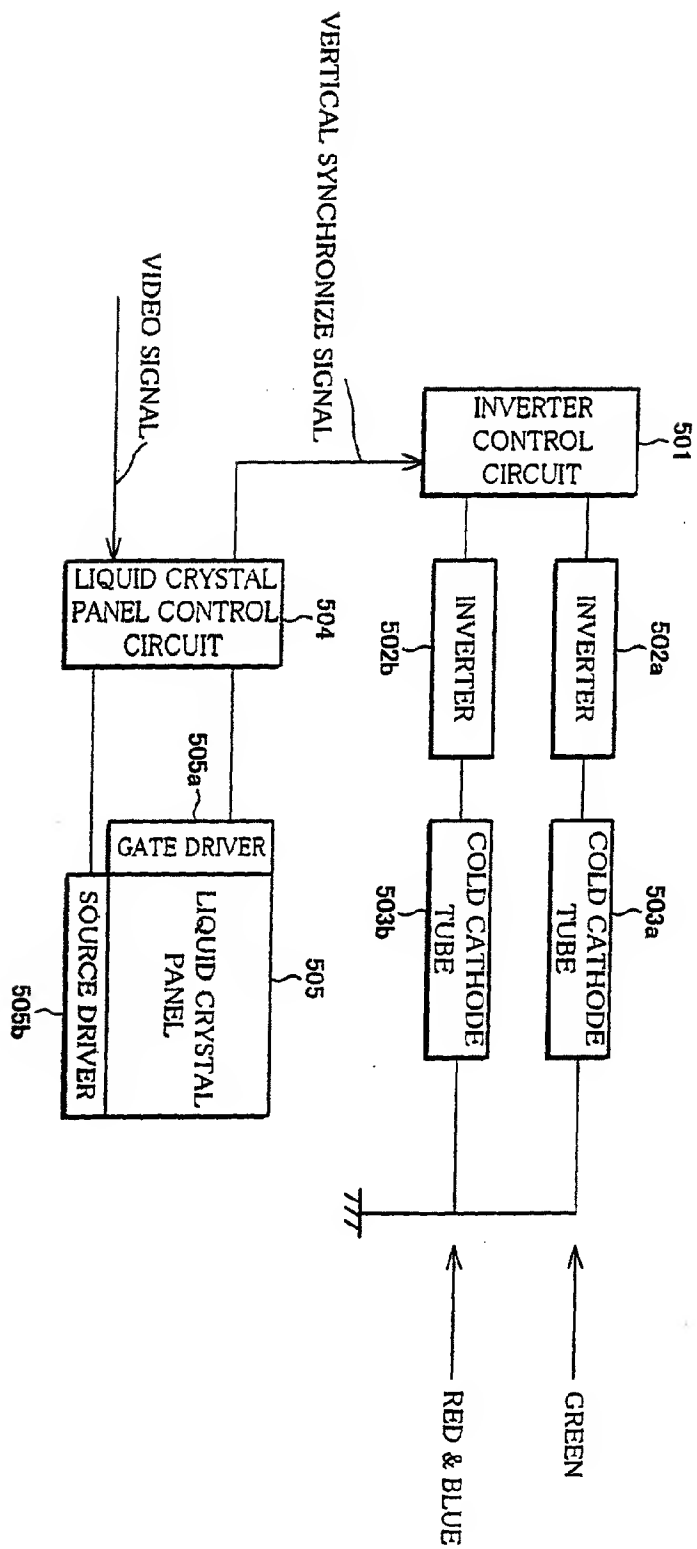 501
INVERTER
CONTROL
CIRCUIT
502a
INVERTER
503a
COLD CATHODE
TUBE
GREEN
INVERTER
502b
COLD CATHODE
TUBE
503b
RED & BLUE
VERTICAL SYNCHRONIZE SIGNAL
VIDEO SIGNAL
LIQUID CRYSTAL
PANEL CONTROL
CIRCUIT
504
505a
GATE DRIVER
LIQUID CRYSTAL
PANEL
505
SOURCE DRIVER
505b